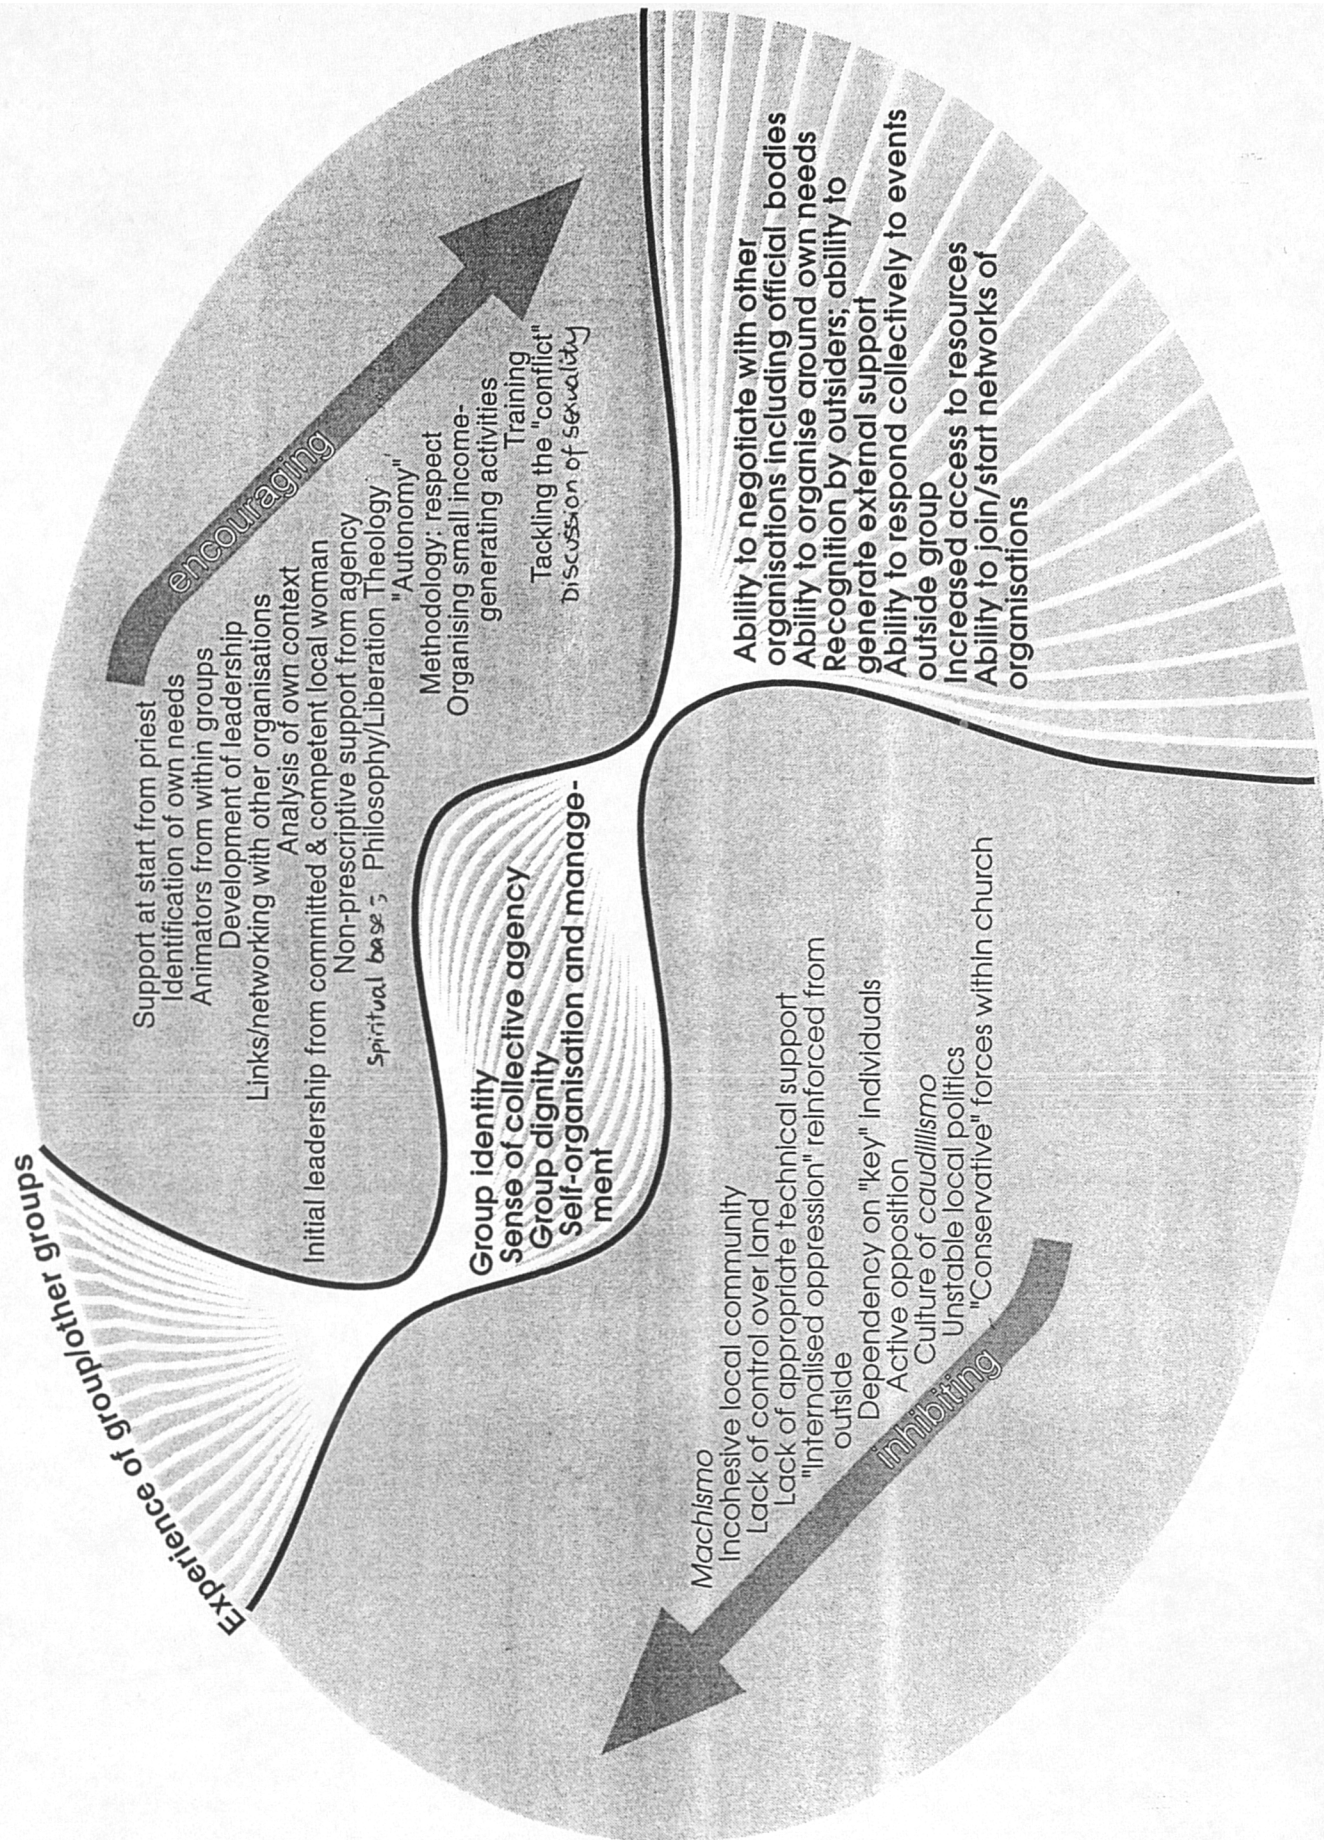 Experience of group/other groups
encouraging
Support at start from priest
Identification of own needs
Animators from within groups
Development of leadership
Links/networking with other organisations
Analysis of own context
Initial leadership from committed & competent local woman
Non-prescriptive support from agency
Spiritual base; Philosophy/Liberation Theology
"Autonomy"
Methodology: respect
Organising small income-
generating activities
Training
Tackling the "conflict"
Discussion of sexuality
Group identity
Sense of collective agency
Group dignity
Self-organisation and manage-
ment
Ability to negotiate with other
organisations including official bodies
Ability to organise around own needs
Recognition by outsiders; ability to
generate external support
Ability to respond collectively to events
outside group
Increased access to resources
Ability to join/start networks of
organisations
Machismo
Incohesive local community
Lack of control over land
Lack of appropriate technical support
"Internalised oppression" reinforced from
outside
Dependency on "key" individuals
Active opposition
Culture of caudillismo
Unstable local politics
"Conservative" forces within church
inhibiting